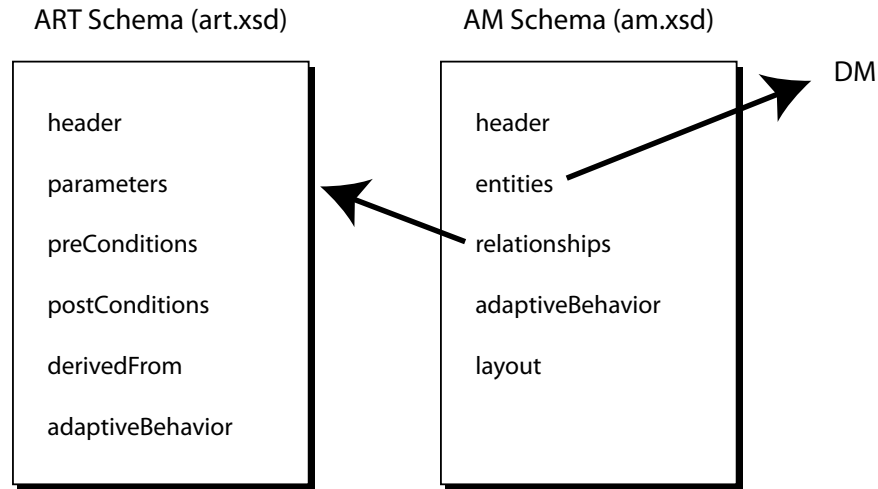 ART Schema (art.xsd)
header
parameters
preConditions
postConditions
derivedFrom
adaptiveBehavior
AM Schema (am.xsd)
header
entities
relationships
adaptiveBehavior
layout
DM